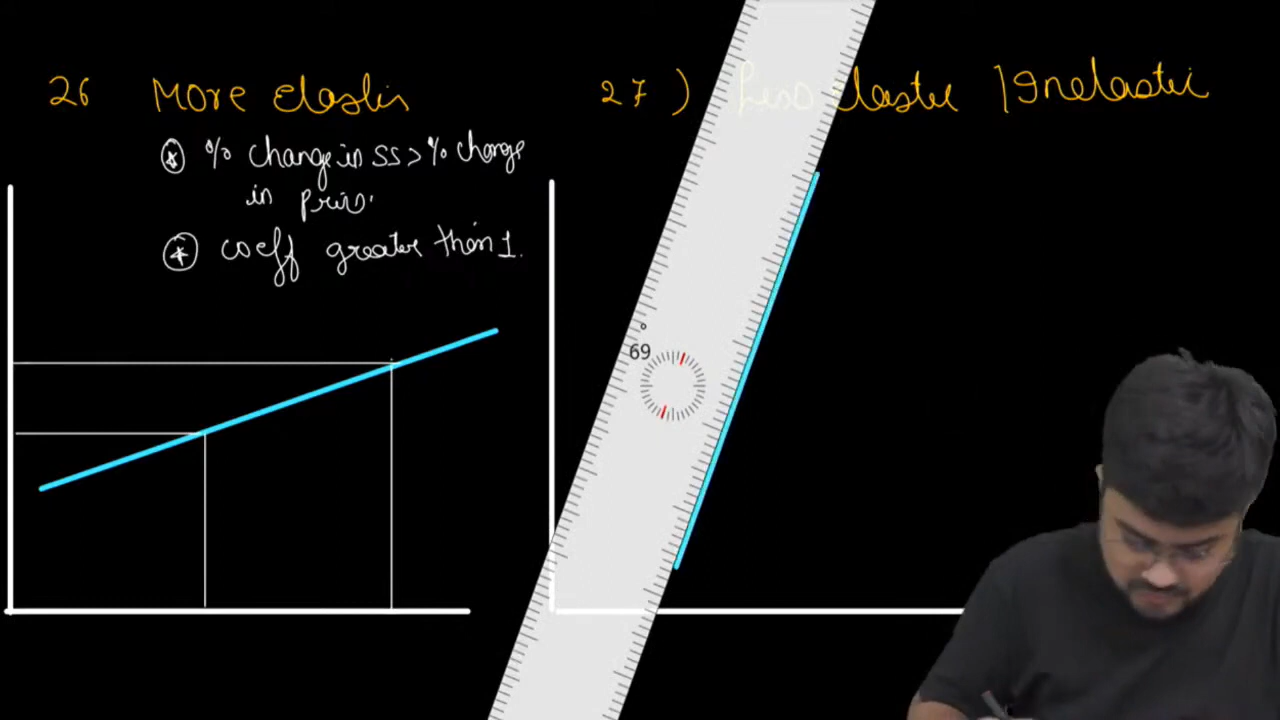 26 More elastic
* % change in SS > % change
in price.
* coeff greater than 1.
27) Less elastic / Inelastic
69°